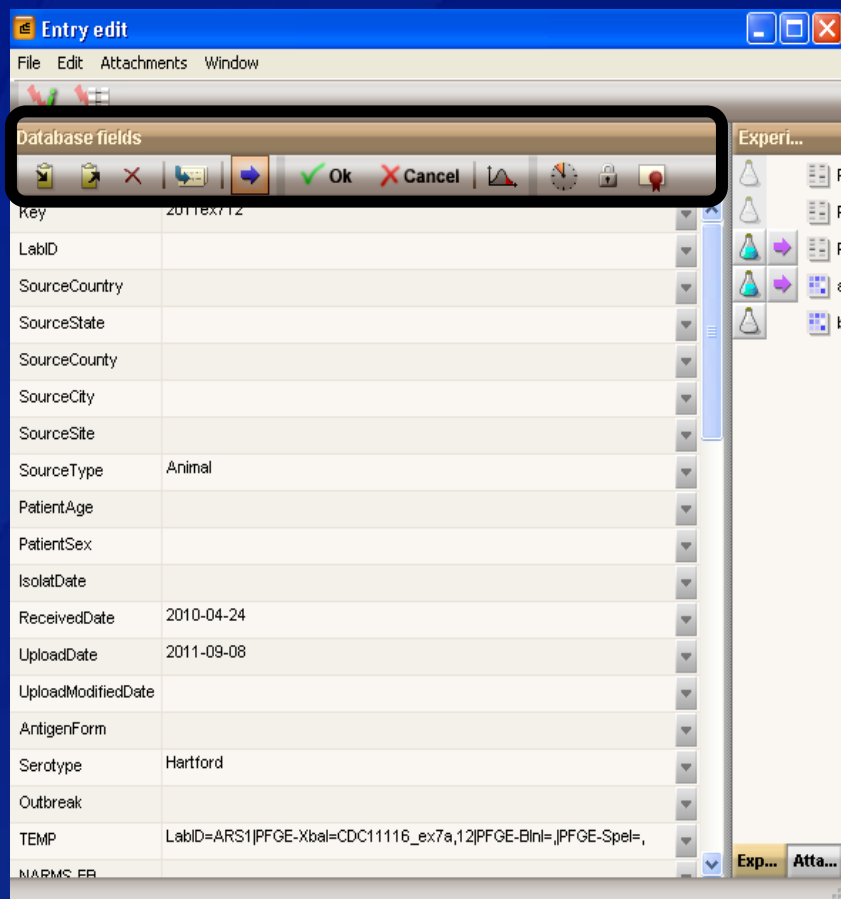 Entry edit
File Edit Attachments Window
Database fields
Experi...
Ok Cancel
Key 2011ex712
LabID
SourceCountry
SourceState
SourceCounty
SourceCity
SourceSite
SourceType Animal
PatientAge
PatientSex
IsolatDate
ReceivedDate 2010-04-24
UploadDate 2011-09-08
UploadModifiedDate
AntigenForm
Serotype Hartford
Outbreak
TEMP LabID=ARS1|PFGE-XbaI=CDC11116_ex7a,12|PFGE-BlnI=,|PFGE-SpeI=,
Exp... Atta...